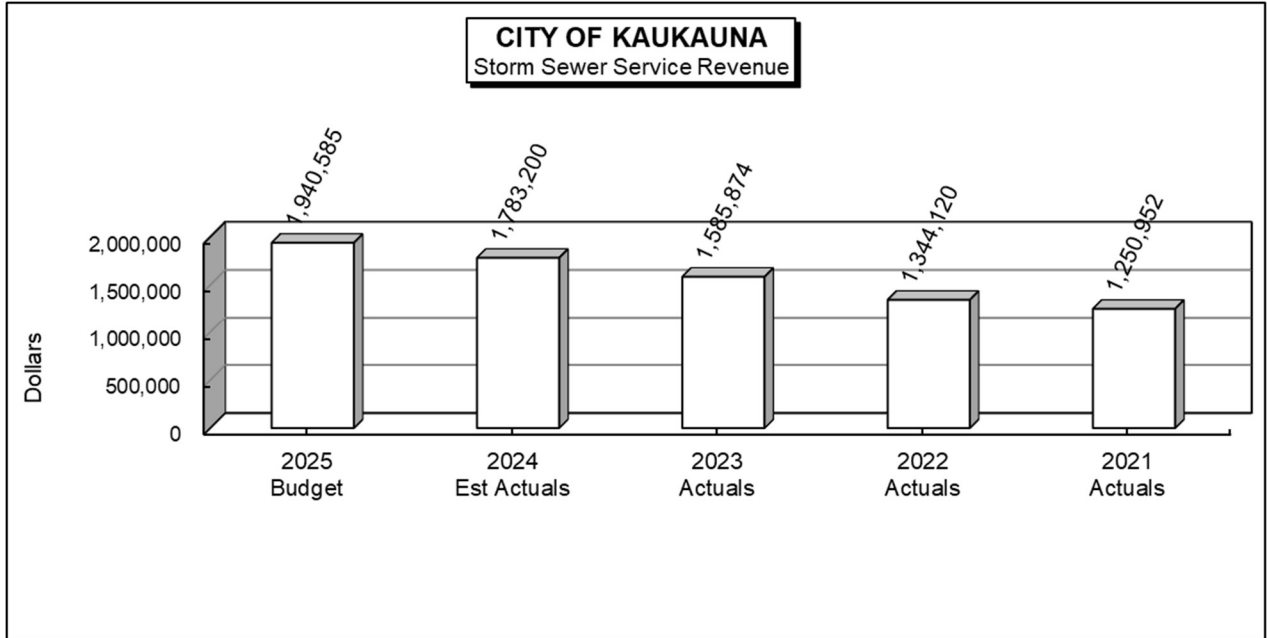 CITY OF KAUKAUNA
Storm Sewer Service Revenue
1,940,585
1,783,200
1,585,874
1,344,120
1,250,952
2,000,000
1,500,000
1,000,000
500,000
0
Dollars
2025
Budget
2024
Est Actuals
2023
Actuals
2022
Actuals
2021
Actuals